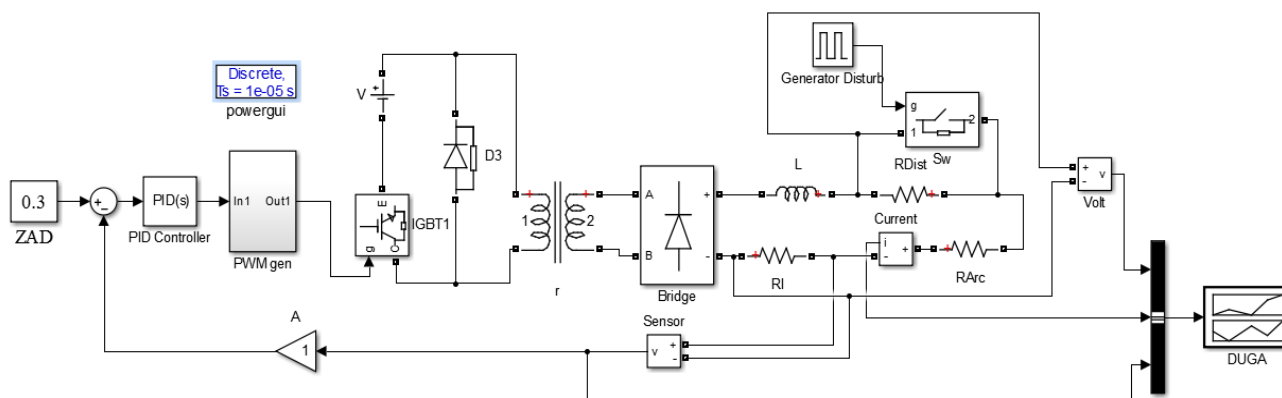 Discrete,
Ts = 1e-05 s
powergui
0.3
ZAD
+
-
PID(s)
PID Controller
In1
Out1
PWM gen
V
+
E
g
C
IGBT1
D3
+
1
+
2
r
A
B
+
-
Bridge
+
L
Generator Disturb
g
1
2
Sw
RDist
+
Current
i
+
-
+
RArc
+
RI
+
-
v
Volt
Sensor
v
+
-
A
1
DUGA